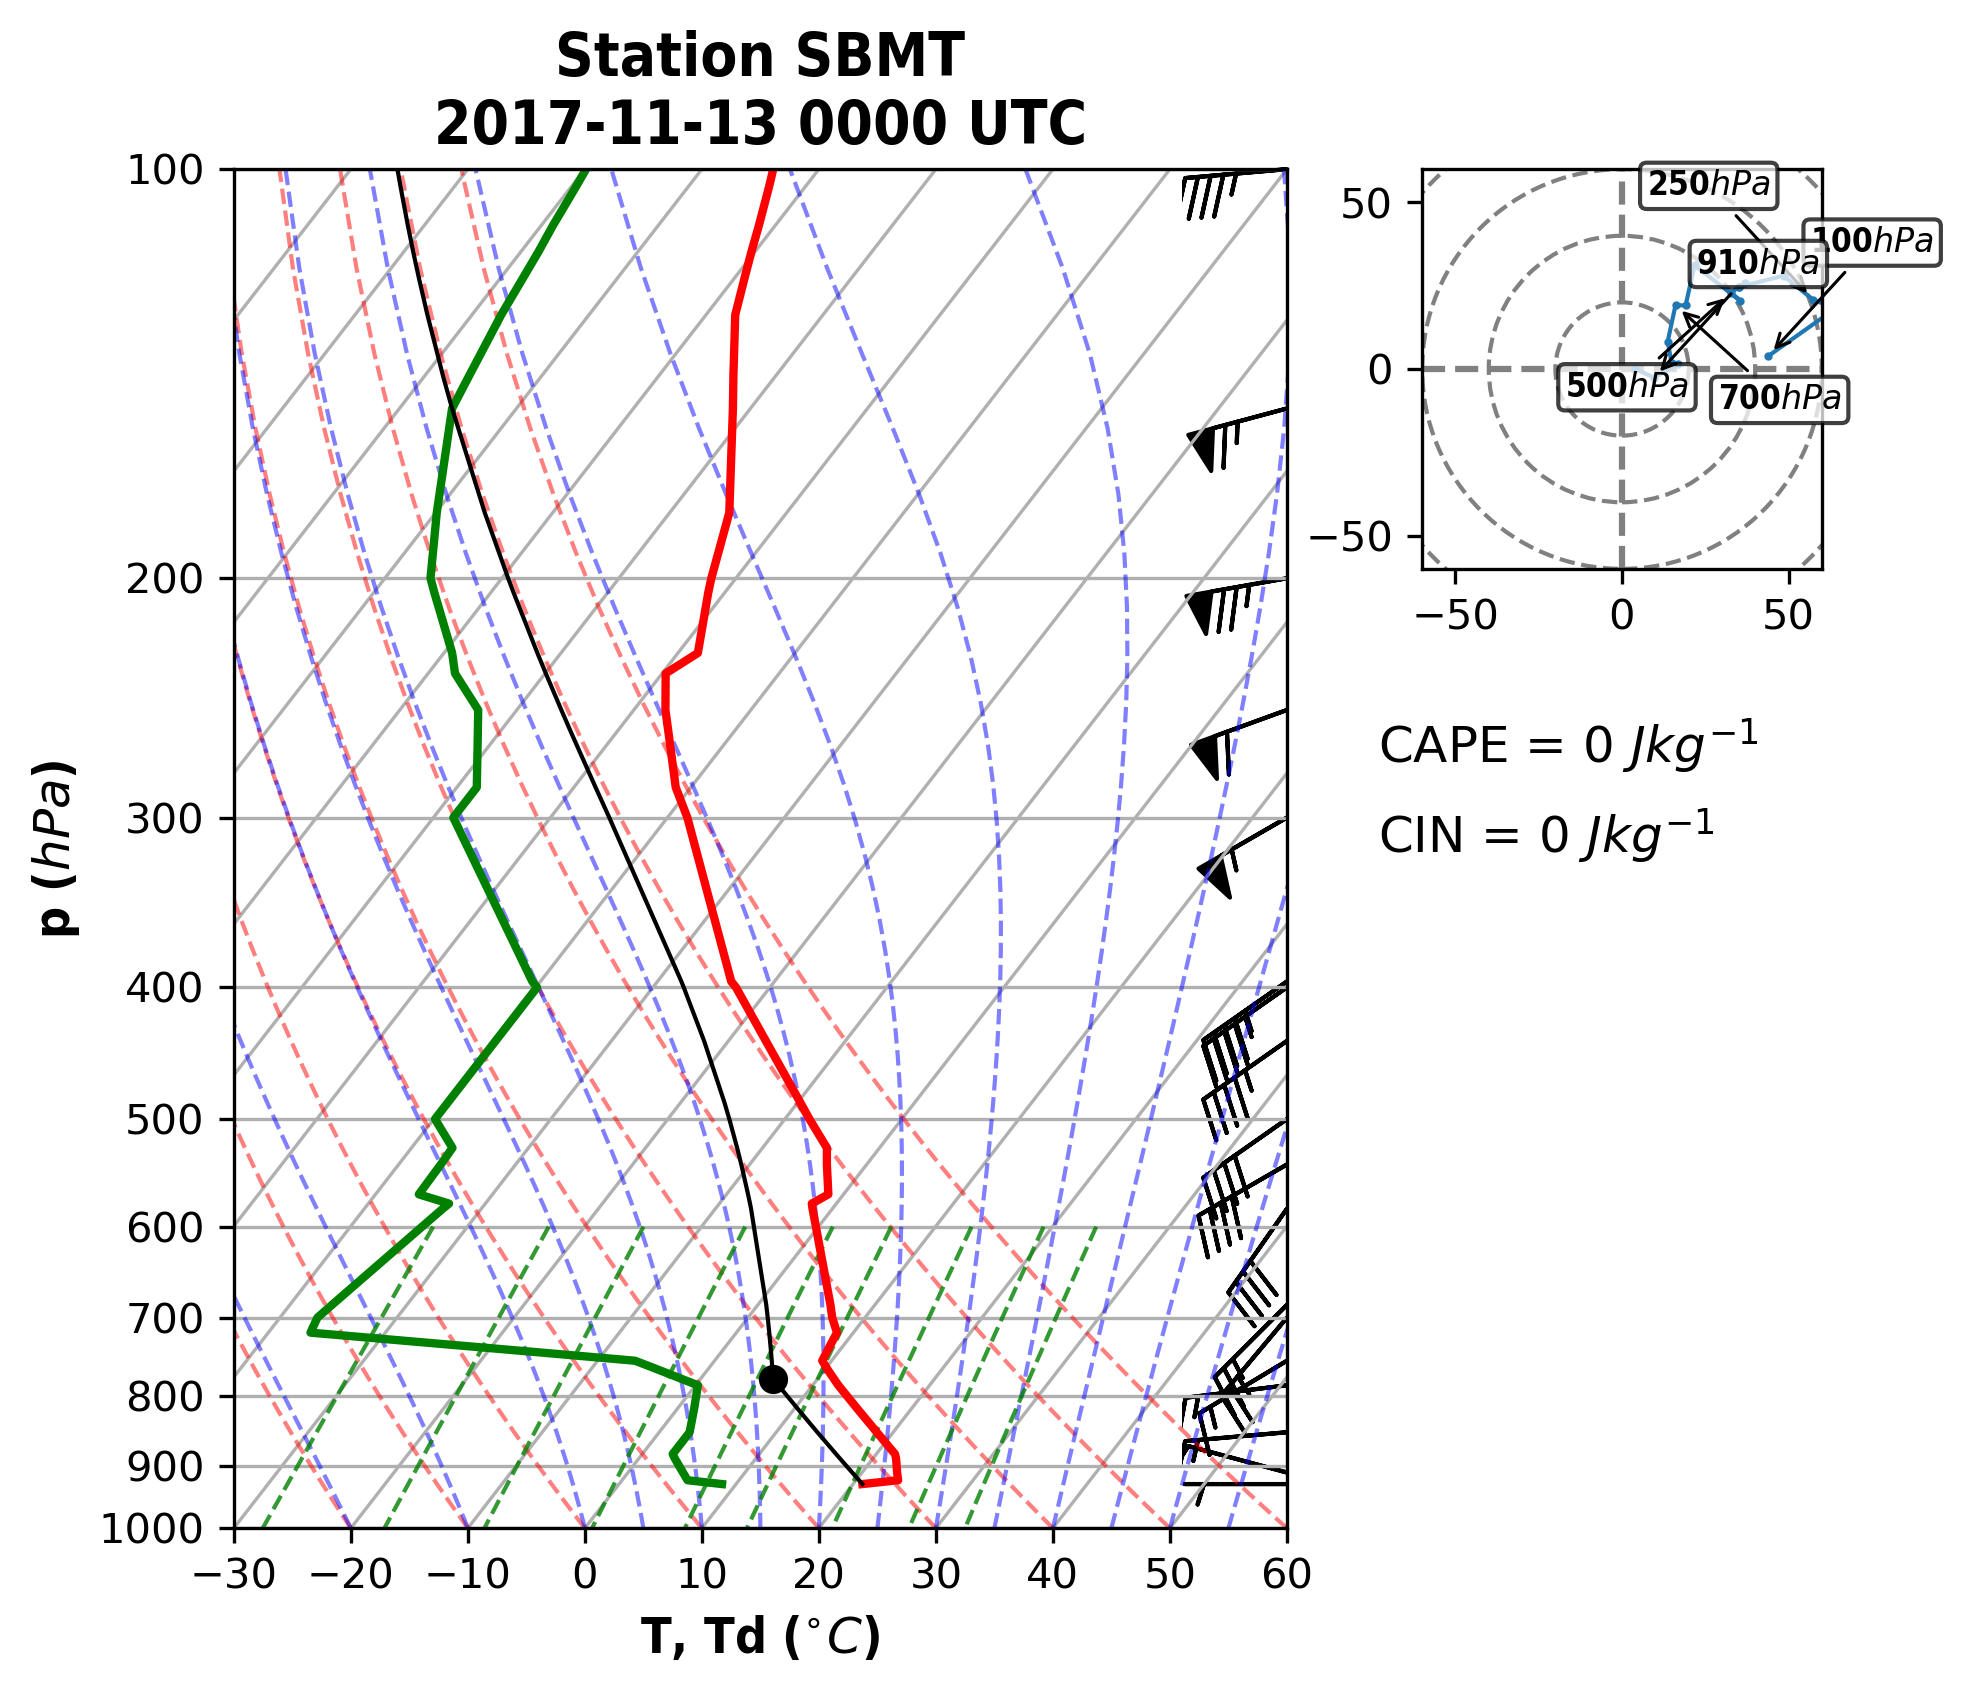 Station SBMT
2017-11-13 0000 UTC
100
200
300
400
500
600
700
800
900
1000
p (hPa)
−30 −20 −10 0 10 20 30 40 50 60
T, Td (°C)
50
0
−50
−50 0 50
250hPa
100hPa
910hPa
500hPa
700hPa
CAPE = 0 Jkg⁻¹
CIN = 0 Jkg⁻¹